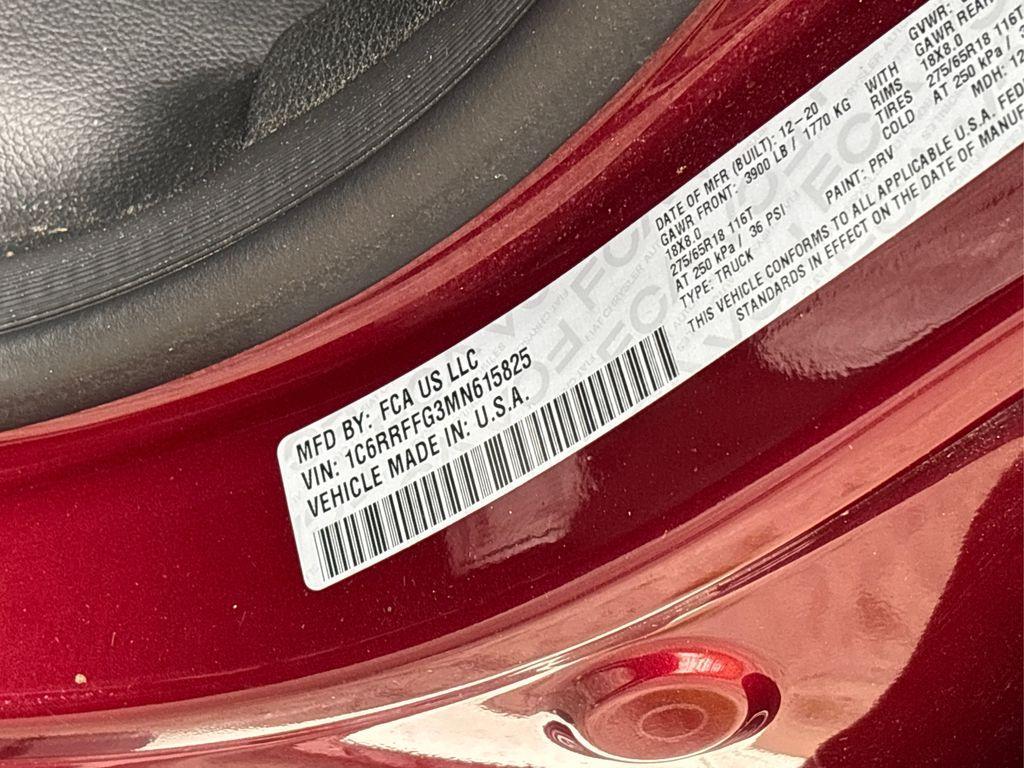 MFD BY: FCA US LLC
VIN: 1C6RRFFG3MN615825
VEHICLE MADE IN: U.S.A.
DATE OF MFR (BUILT): 12-20
GAWR FRONT: 3900 LB / 1770 KG
18X8.0
275/65R18 116T
AT 250 kPa / 36 PSI
TYPE: TRUCK
WITH
RIMS
TIRES
COLD
PAINT: PRV
GVWR:
GAWR REAR
18X8.0
275/65R18 116T
AT 250 kPa /
MDH:
THIS VEHICLE CONFORMS TO ALL APPLICABLE U.S.A.
STANDARDS IN EFFECT ON THE DATE OF